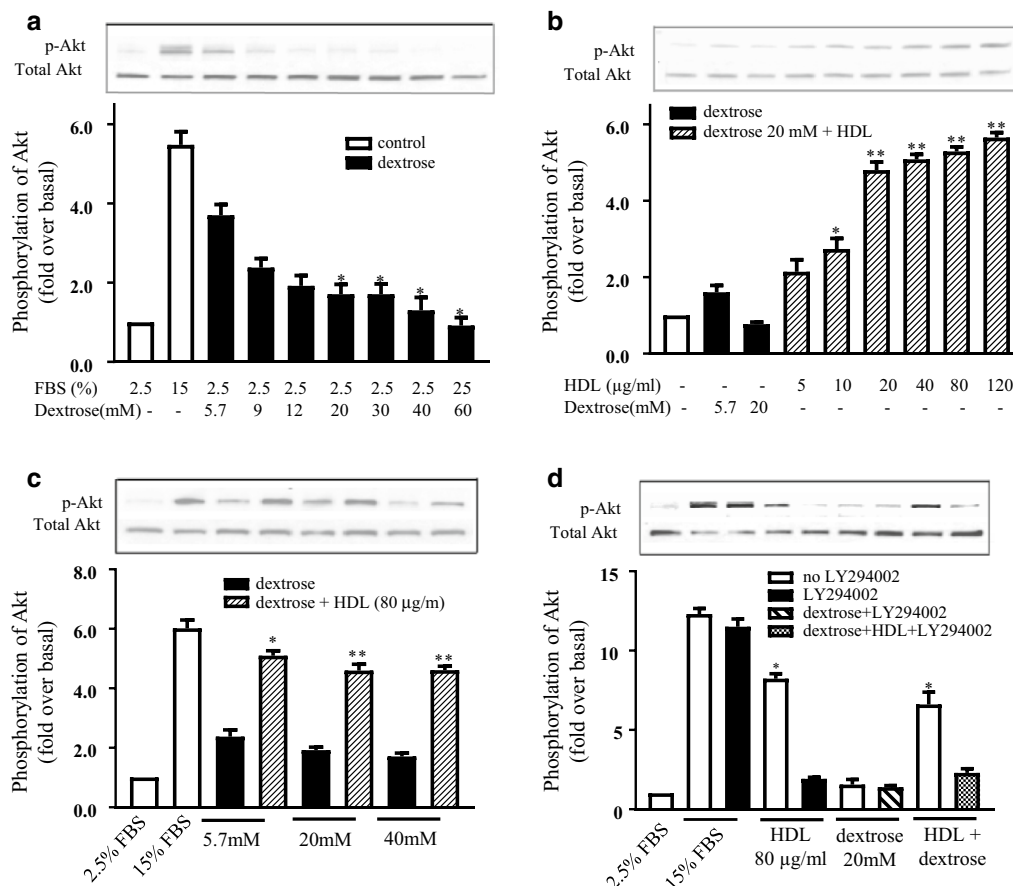 a
p-Akt
Total Akt
Phosphorylation of Akt
(fold over basal)
6.0
4.0
2.0
0.0
control
dextrose
*
*
*
*
FBS (%) 2.5 15 2.5 2.5 2.5 2.5 2.5 2.5 25
Dextrose(mM) - - 5.7 9 12 20 30 40 60
b
p-Akt
Total Akt
Phosphorylation of Akt
(fold over basal)
6.0
4.0
2.0
0.0
dextrose
dextrose 20 mM + HDL
*
**
**
**
**
HDL (µg/ml) - - - 5 10 20 40 80 120
Dextrose(mM) - 5.7 20 - - - - - -
c
p-Akt
Total Akt
Phosphorylation of Akt
(fold over basal)
8.0
6.0
4.0
2.0
0.0
dextrose
dextrose + HDL (80 µg/m)
*
**
**
2.5% FBS
15% FBS
5.7mM
20mM
40mM
d
p-Akt
Total Akt
Phosphorylation of Akt
(fold over basal)
15
10
5
0
no LY294002
LY294002
dextrose+LY294002
dextrose+HDL+LY294002
*
*
2.5% FBS
15% FBS
HDL
80 µg/ml
dextrose
20mM
HDL +
dextrose